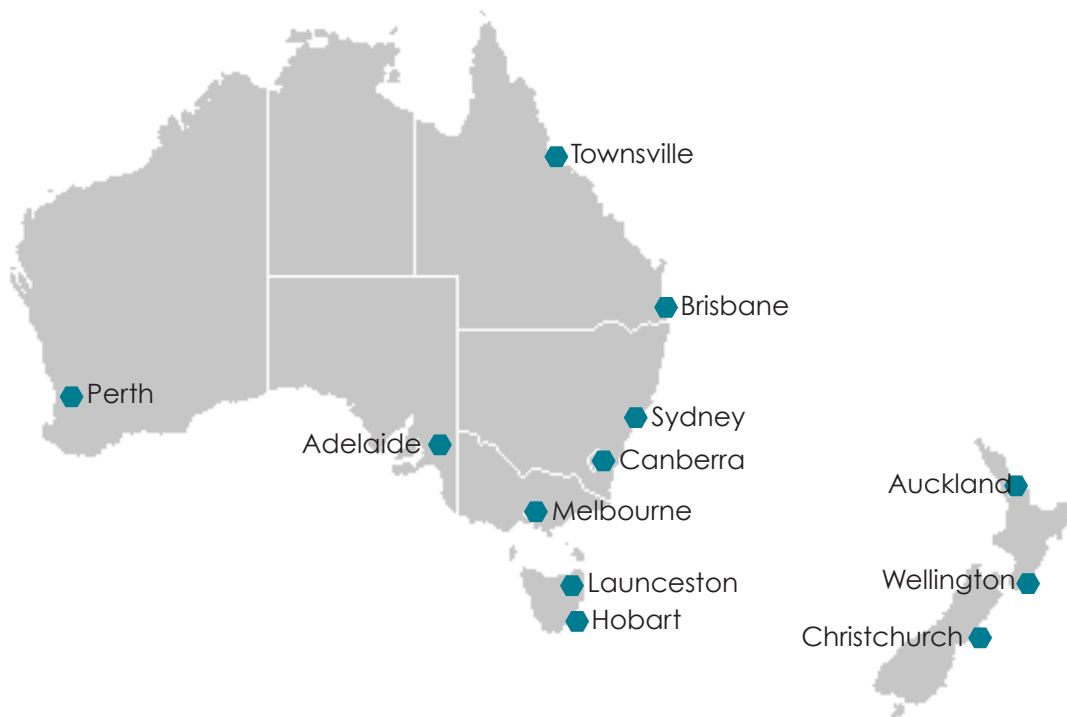 Townsville
Brisbane
Perth
Sydney
Adelaide
Canberra
Auckland
Melbourne
Wellington
Launceston
Hobart
Christchurch